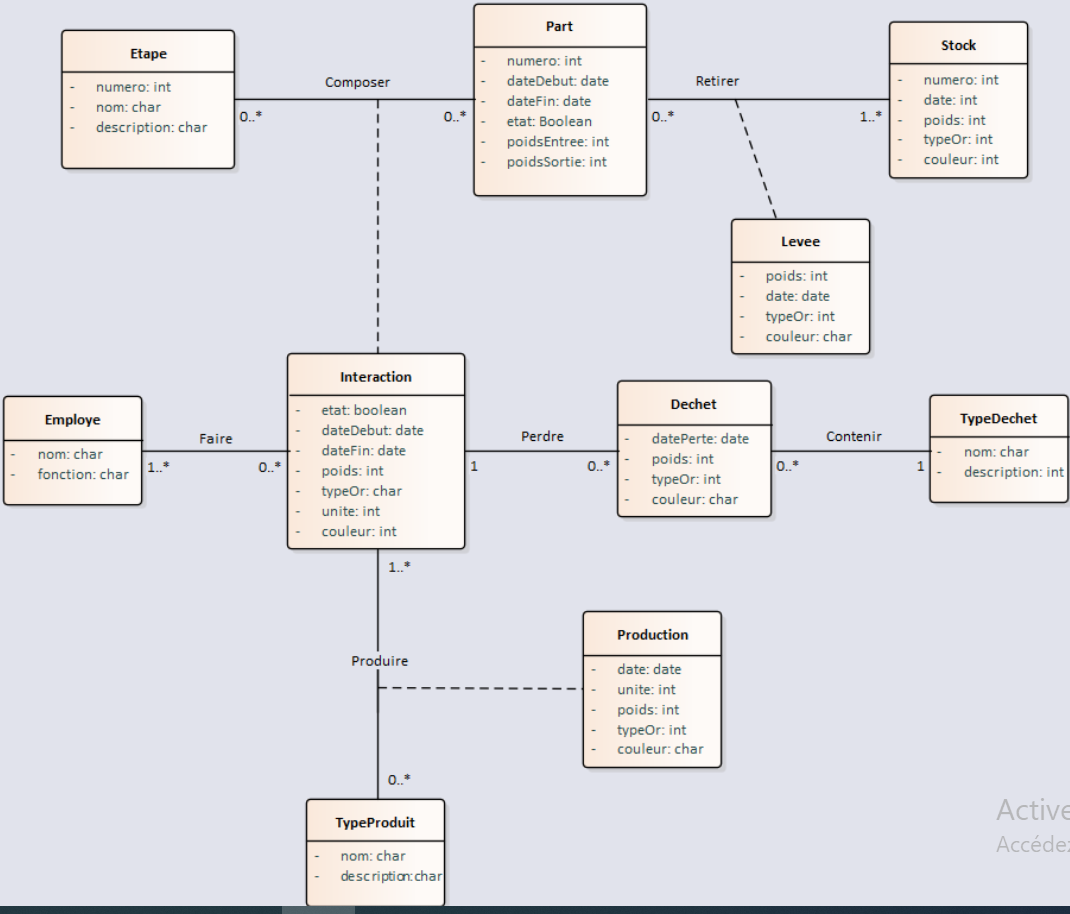 Etape
- numero: int
- nom: char
- description: char
Composer
0..*
0..*
Part
- numero: int
- dateDebut: date
- dateFin: date
- etat: Boolean
- poidsEntree: int
- poidsSortie: int
Retirer
0..*
1..*
Stock
- numero: int
- date: int
- poids: int
- typeOr: int
- couleur: int
Levee
- poids: int
- date: date
- typeOr: int
- couleur: char
Employe
- nom: char
- fonction: char
Faire
1..*
0..*
Interaction
- etat: boolean
- dateDebut: date
- dateFin: date
- poids: int
- typeOr: char
- unite: int
- couleur: int
Perdre
1
0..*
Dechet
- datePerte: date
- poids: int
- typeOr: int
- couleur: char
Contenir
0..*
1
TypeDechet
- nom: char
- description: int
1..*
Produire
0..*
Production
- date: date
- unite: int
- poids: int
- typeOr: int
- couleur: char
TypeProduit
- nom: char
- description:char
Active
Accédez